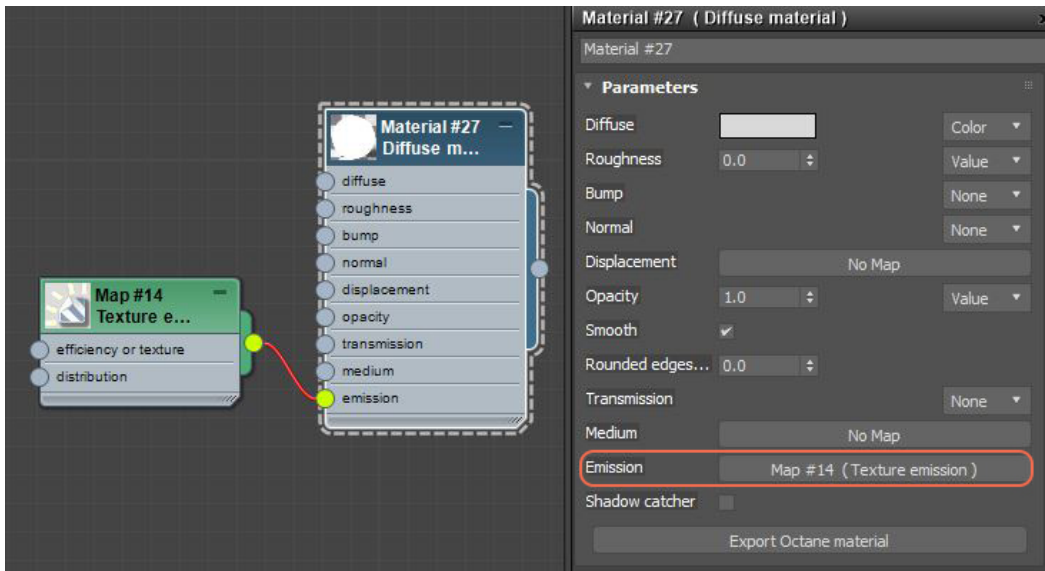 Material #27
Diffuse m...
diffuse
roughness
bump
normal
displacement
opacity
transmission
medium
emission
Map #14
Texture e...
efficiency or texture
distribution
Material #27 ( Diffuse material )
Material #27
Parameters
Diffuse Color
Roughness 0.0 Value
Bump None
Normal None
Displacement No Map
Opacity 1.0 Value
Smooth
Rounded edges... 0.0
Transmission None
Medium No Map
Emission Map #14 ( Texture emission )
Shadow catcher
Export Octane material